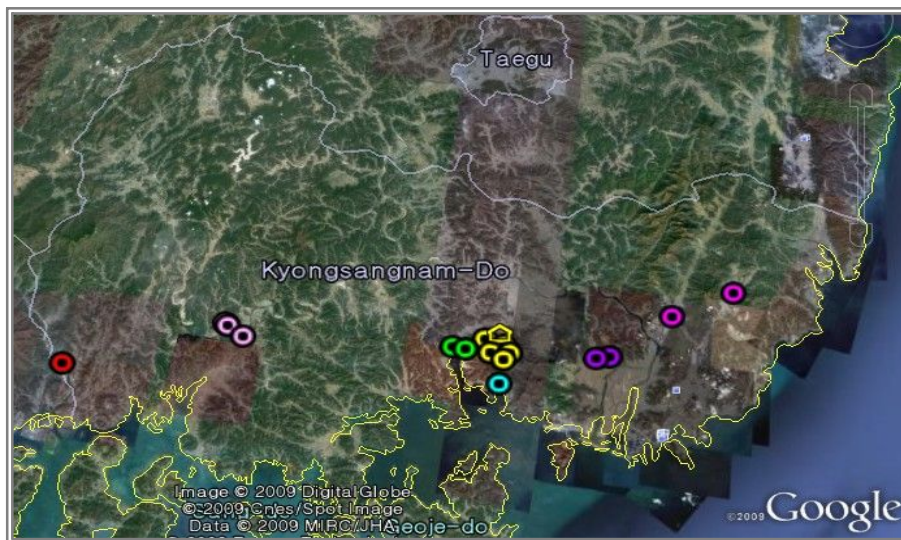 Taegu
Kyongsangnam-Do
Image © 2009 DigitalGlobe
© 2009 Cnes/Spot Image
Data © 2009 MIRC/JHA
Geoje-do
©2009 Google